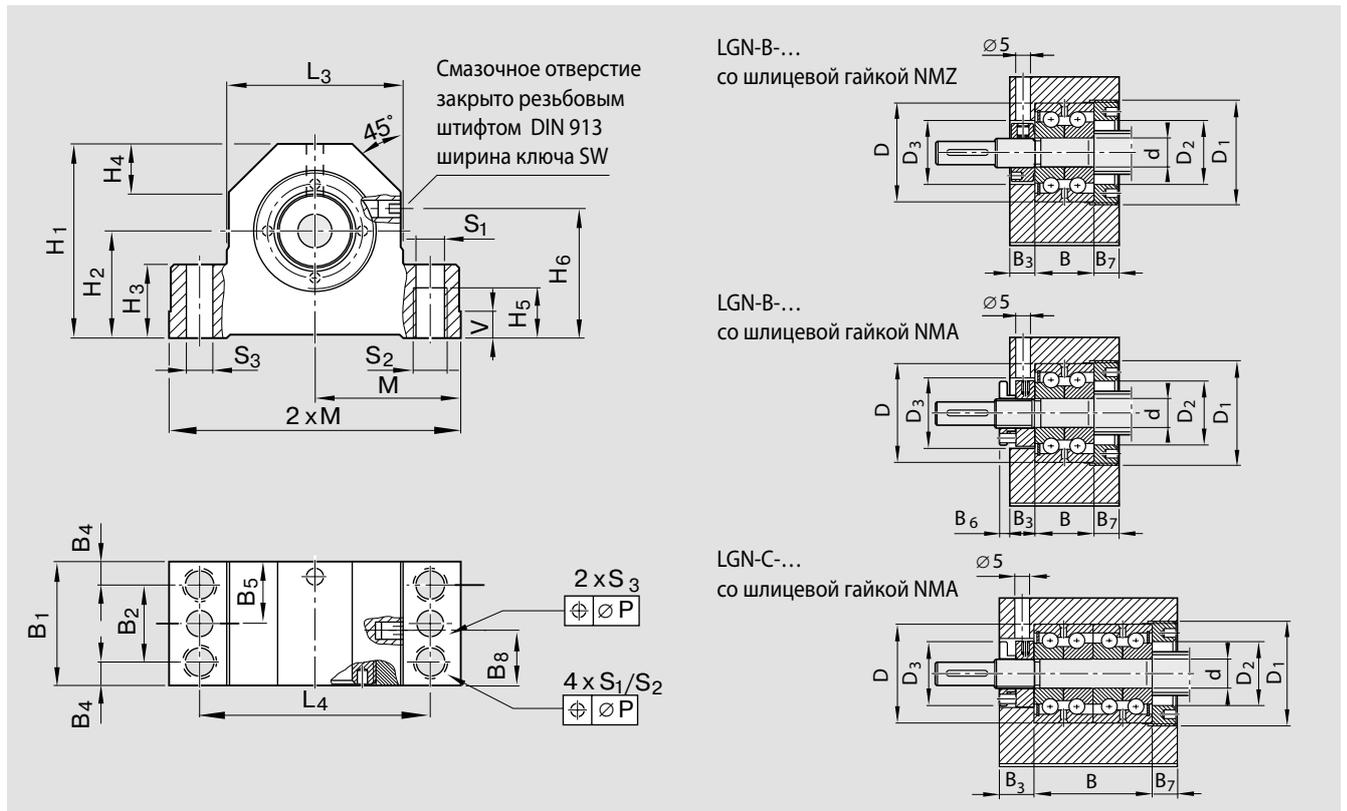 L3
Смазочное отверстие
закрыто резьбовым
штифтом DIN 913
ширина ключа SW
45°
H4
H1
H2
H3
S1
H6
H5
V
S3
S2
M
2 x M
B4
B1
B2
B4
B5
B8
2 x S3
⌖ ∅ P
4 x S1/S2
⌖ ∅ P
L4
LGN-B-…
со шлицевой гайкой NMZ
∅ 5
D
D3
d
D2
D1
B3
B
B7
LGN-B-…
со шлицевой гайкой NMA
∅ 5
D
D3
d
D2
D1
B6
B3
B
B7
LGN-C-…
со шлицевой гайкой NMA
∅ 5
D
D3
d
D2
D1
B3
B
B7